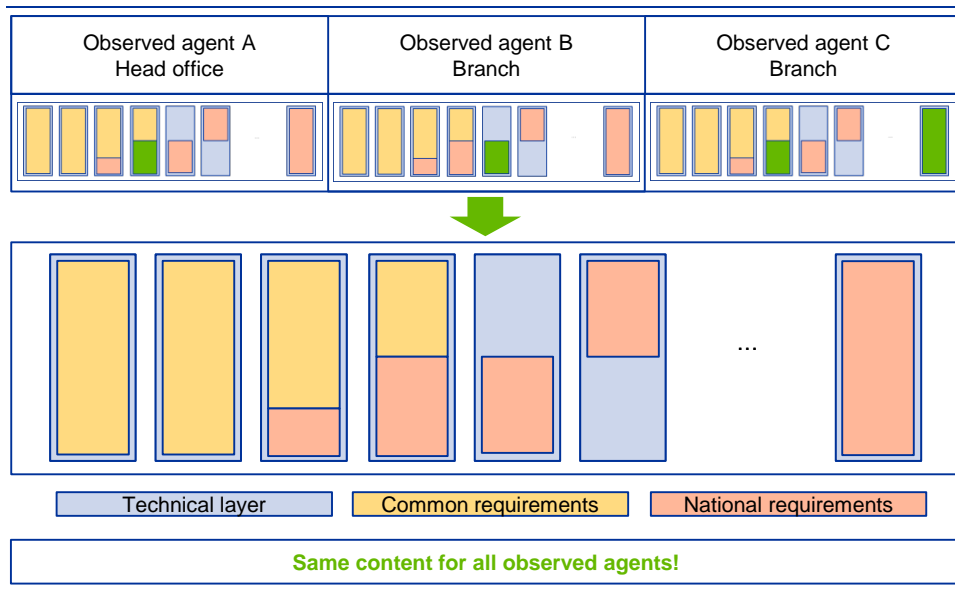 Observed agent A
Head office
Observed agent B
Branch
Observed agent C
Branch
...
Technical layer
Common requirements
National requirements
Same content for all observed agents!